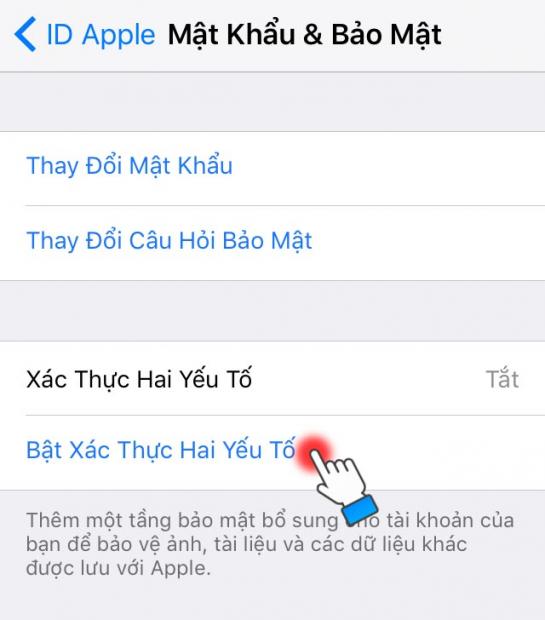 ID Apple Mật Khẩu & Bảo Mật
Thay Đổi Mật Khẩu
Thay Đổi Câu Hỏi Bảo Mật
Xác Thực Hai Yếu Tố Tắt
Bật Xác Thực Hai Yếu Tố
Thêm một tầng bảo mật bổ sung cho tài khoản của
bạn để bảo vệ ảnh, tài liệu và các dữ liệu khác
được lưu với Apple.